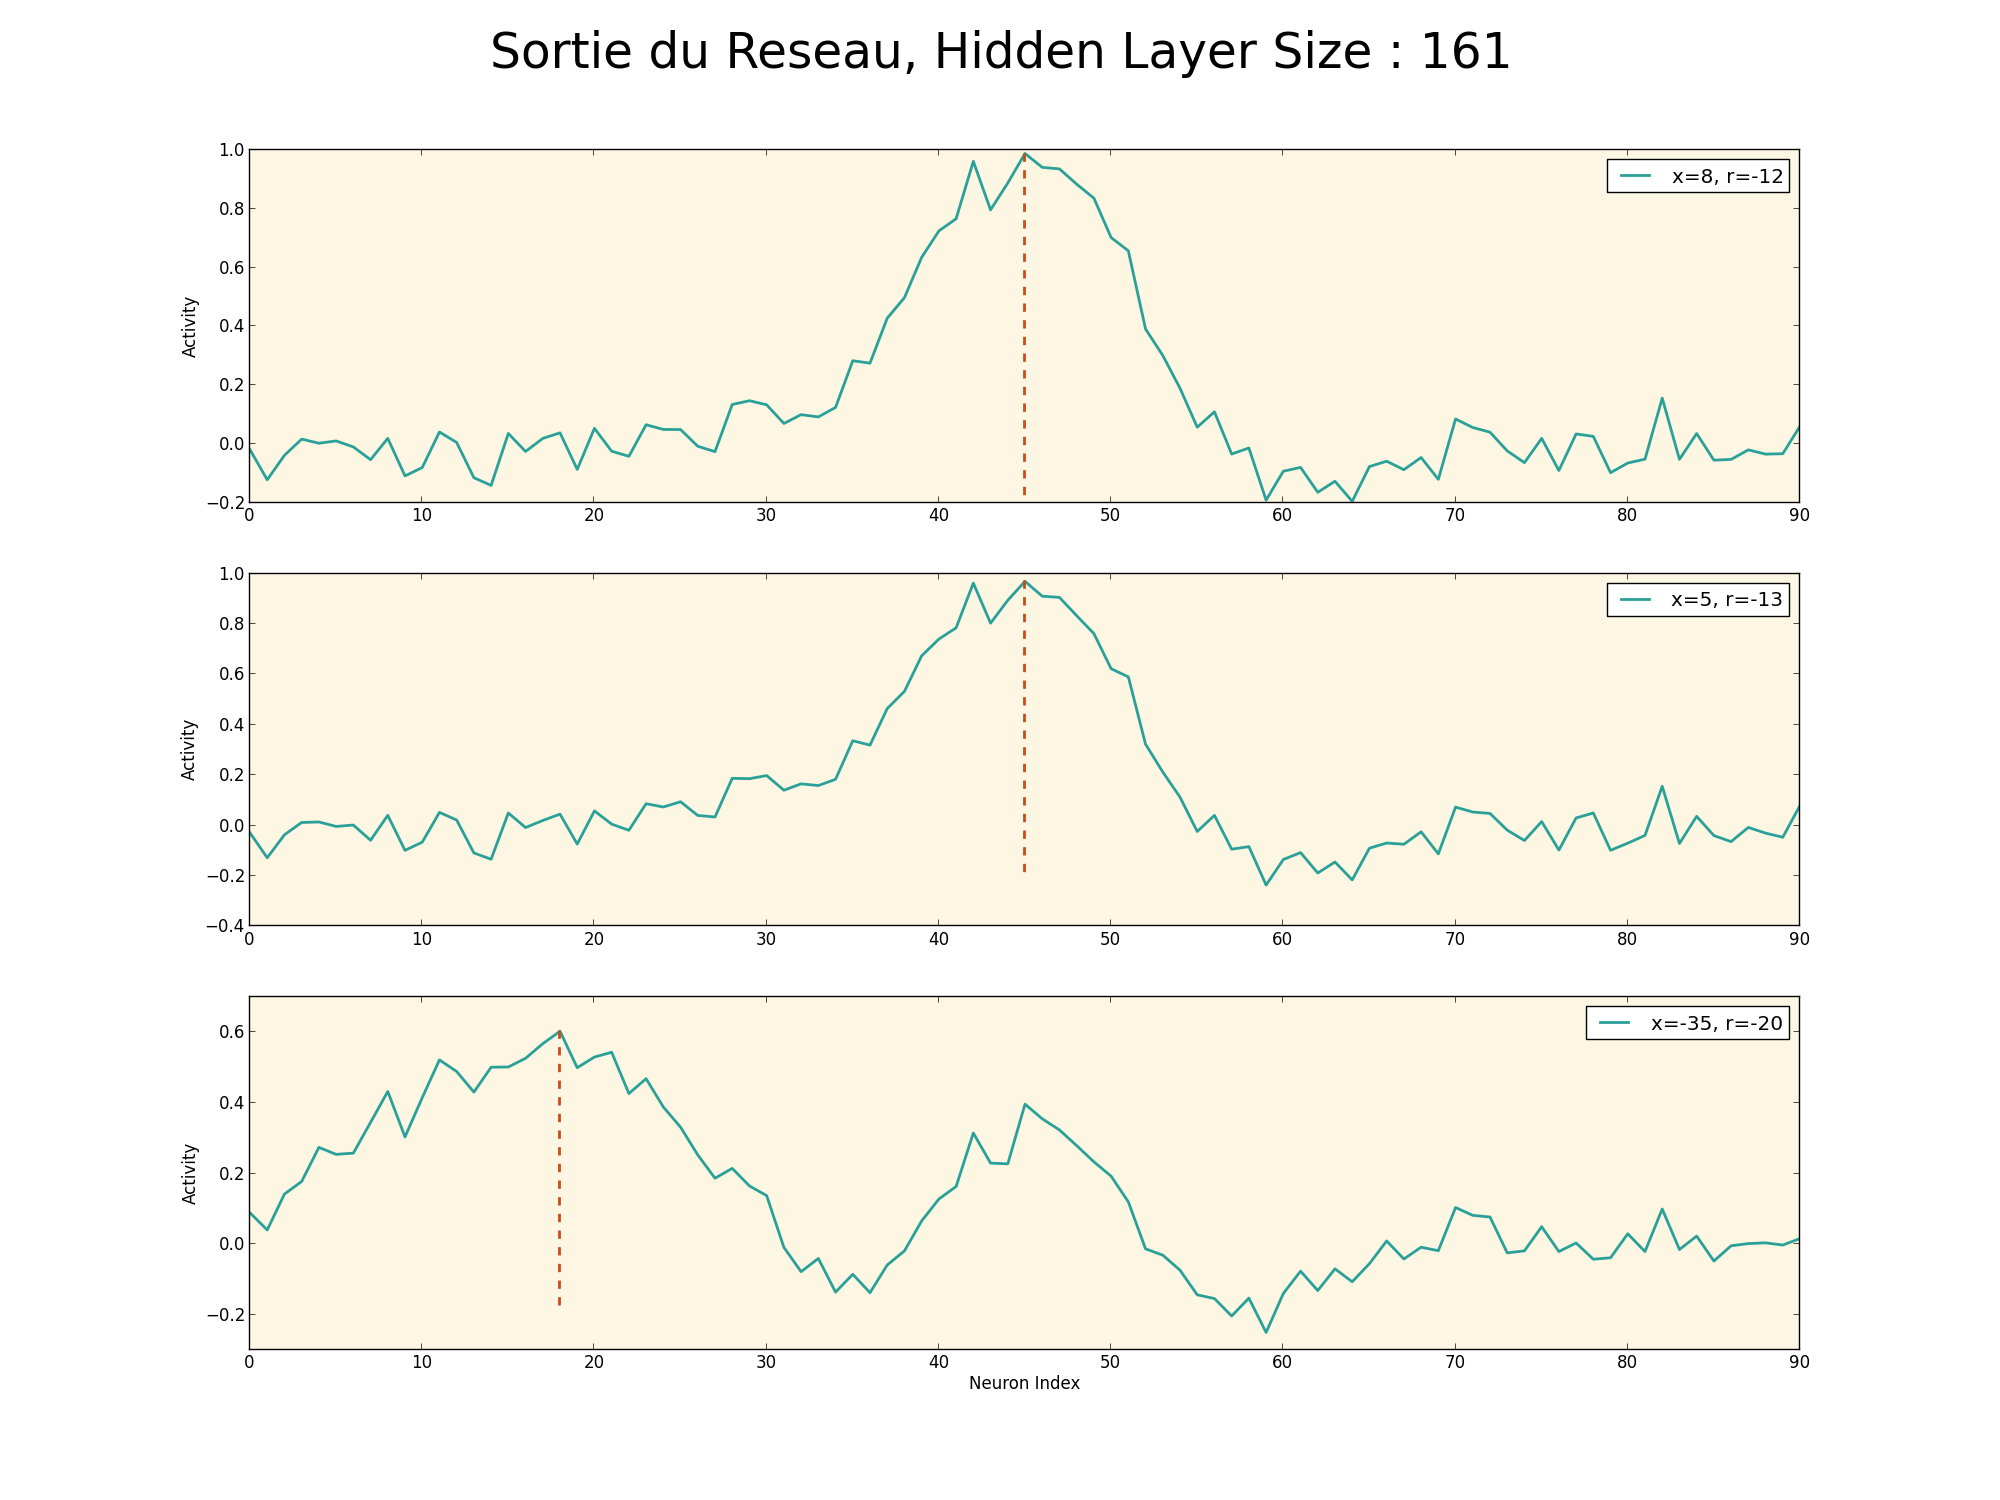 Sortie du Reseau, Hidden Layer Size : 161
1.0
0.8
0.6
0.4
0.2
0.0
−0.2
Activity
x=8, r=-12
0 10 20 30 40 50 60 70 80 90
1.0
0.8
0.6
0.4
0.2
0.0
−0.2
−0.4
Activity
x=5, r=-13
0 10 20 30 40 50 60 70 80 90
0.6
0.4
0.2
0.0
−0.2
Activity
x=-35, r=-20
0 10 20 30 40 50 60 70 80 90
Neuron Index